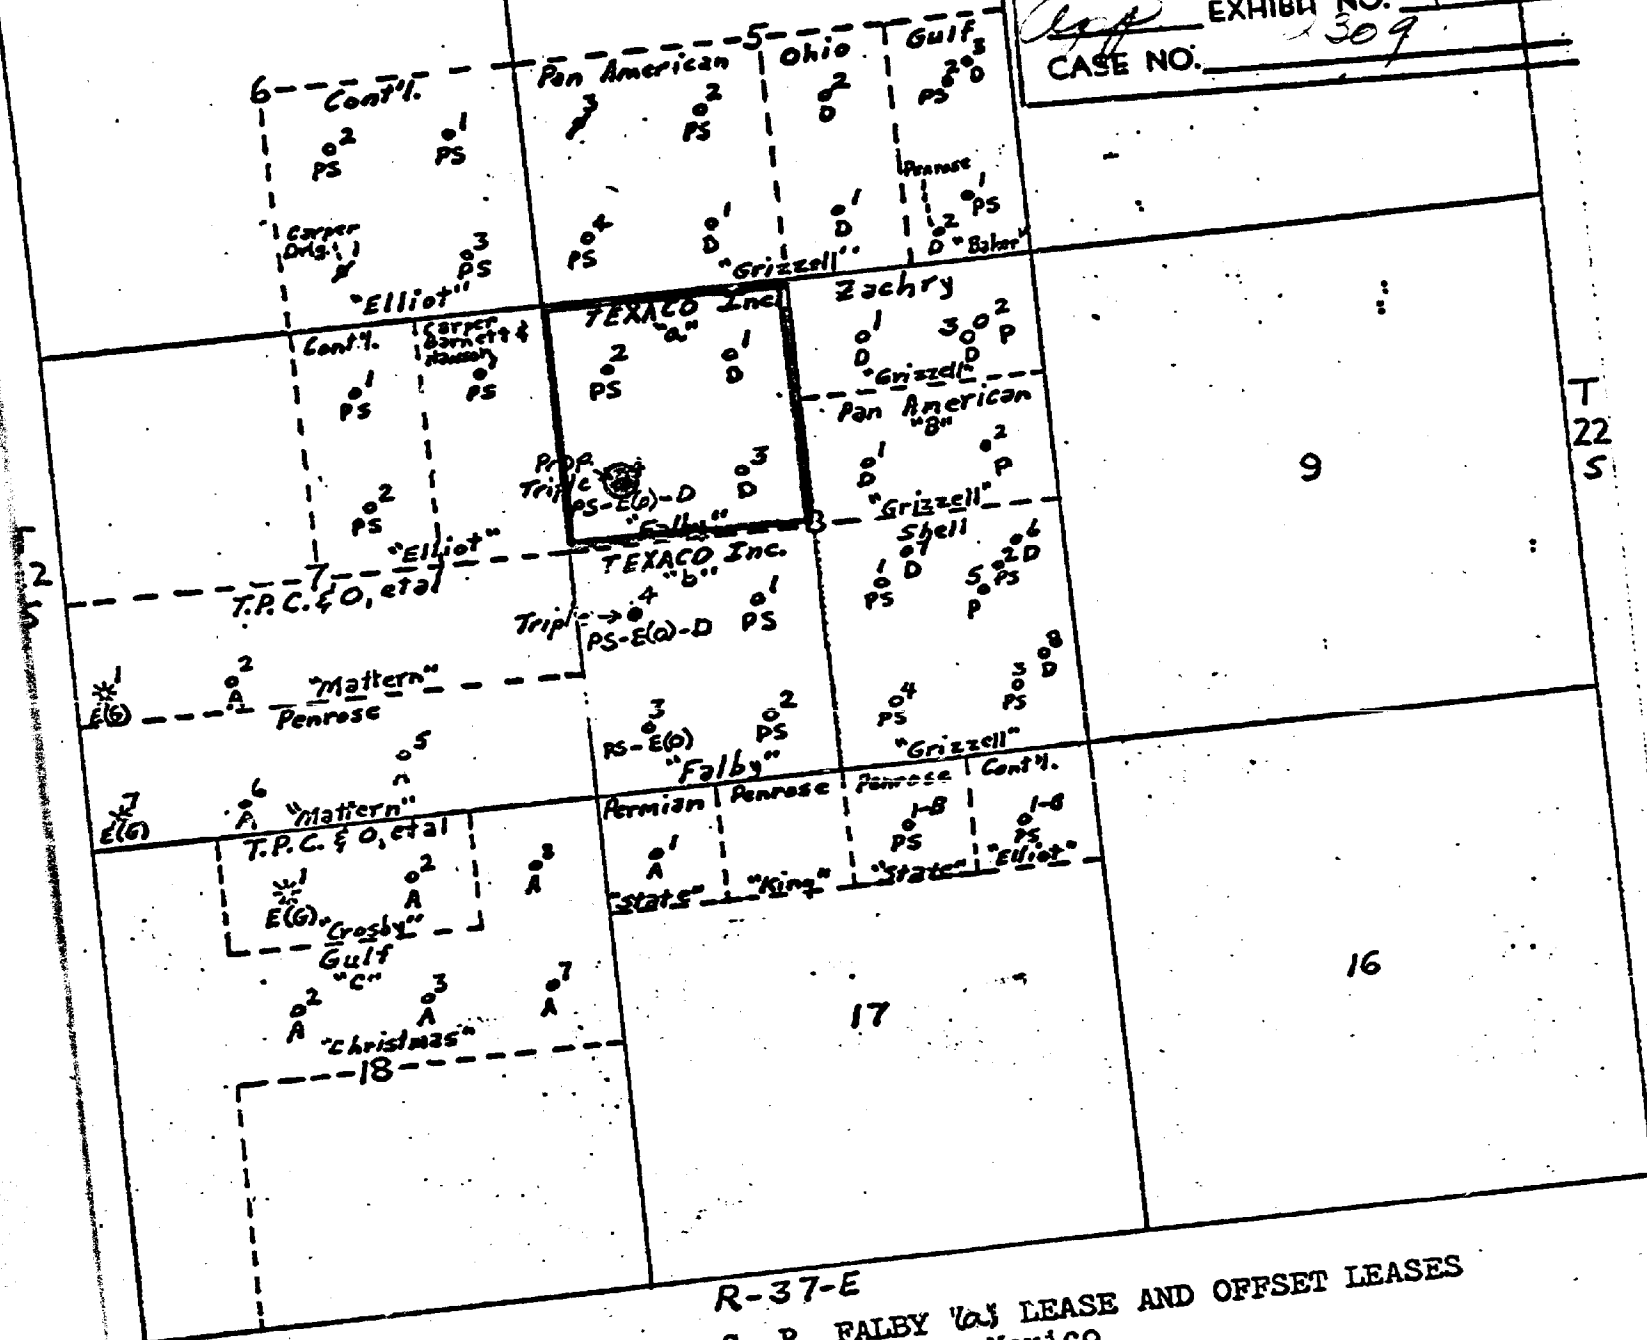 EXHIBIT NO.
309
CASE NO.
6
Cont'l.
Pan American
5
Ohio
Gulf
2 PS
1 PS
3
2 PS
2 D
2 PS
3 D
Carper Drlg. 1
3 PS
4 PS
1 D
1 D
Penrose
1 PS
2 D
"Baker"
"Elliot"
"Grizzell"
Cont'l.
Carper Barnett &
TEXACO Inc.
"a"
Zachry
1 PS
1 PS
2 PS
1 D
1 D
3 D
2 P
"Grizzell"
Pan American
"B"
2 PS
Prop. Triple
4
PS-E(o)-D
3 D
1 D
2 P
"Elliot"
"Falby"
8
"Grizzell"
T
22
S
9
7
T.P.C. & O, etal
TEXACO Inc.
"b"
Shell
2
S
Triple → 4
PS-E(o)-D
1 PS
1 PS
7 D
5 P
2 PS
6 D
1 E(G)
2 A
"Mattern"
Penrose
3 PS-E(o)
2 PS
4 PS
3 PS
8 D
"Falby"
"Grizzell"
7 E(G)
6
5
"Mattern"
T.P.C. & O, etal
Permian
Penrose
Penrose
Cont'l.
1 E(G)
2 A
8 A
1 A
1-B PS
1-B PS
"Crosby"
"State"
"King"
"State"
"Elliot"
Gulf
"C"
2 A
3 A
7 A
"Christmas"
18
17
16
R-37-E
FALBY (a) LEASE AND OFFSET LEASES